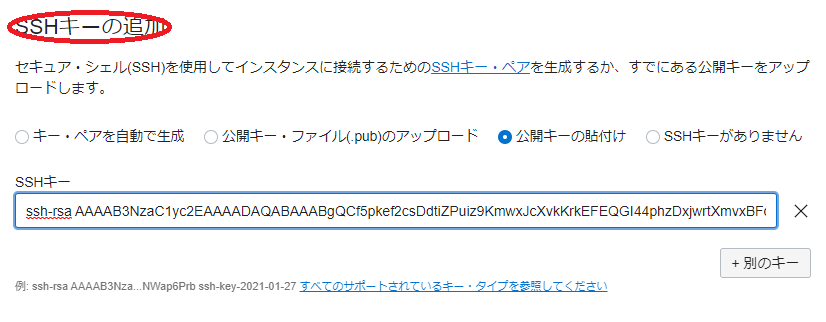 SSHキーの追加
セキュア・シェル(SSH)を使用してインスタンスに接続するためのSSHキー・ペアを生成するか、すでにある公開キーをアップ
ロードします。
キー・ペアを自動で生成 公開キー・ファイル(.pub)のアップロード 公開キーの貼付け SSHキーがありません
SSHキー
ssh-rsa AAAAB3NzaC1yc2EAAAADAQABAAABgQCf5pkef2csDdtiZPuiz9KmwxJcXvkKrkEFEQGI44phzDxjwrtXmvxBF
+ 別のキー
例: ssh-rsa AAAAB3Nza...NWap6Prb ssh-key-2021-01-27 すべてのサポートされているキー・タイプを参照してください